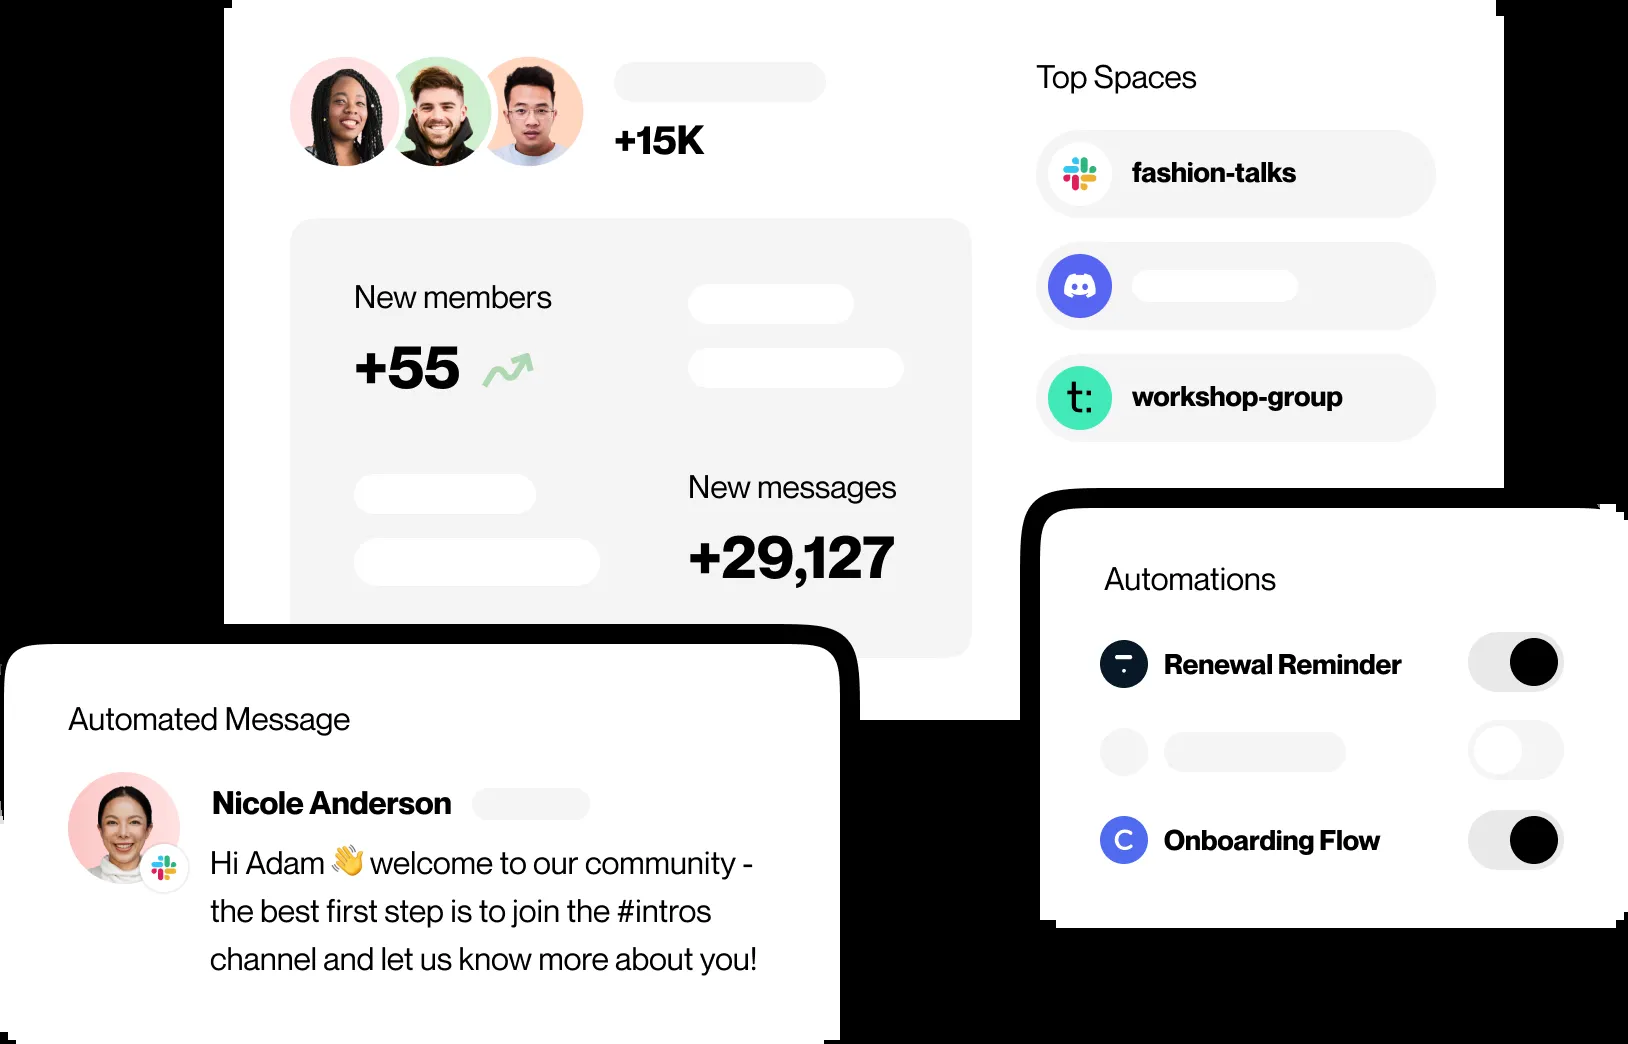 +15K
New members
+55
New messages
+29,127
Top Spaces
fashion-talks
t:
workshop-group
Automations
Renewal Reminder
C
Onboarding Flow
Automated Message
Nicole Anderson
Hi Adam 👋 welcome to our community -
the best first step is to join the #intros
channel and let us know more about you!